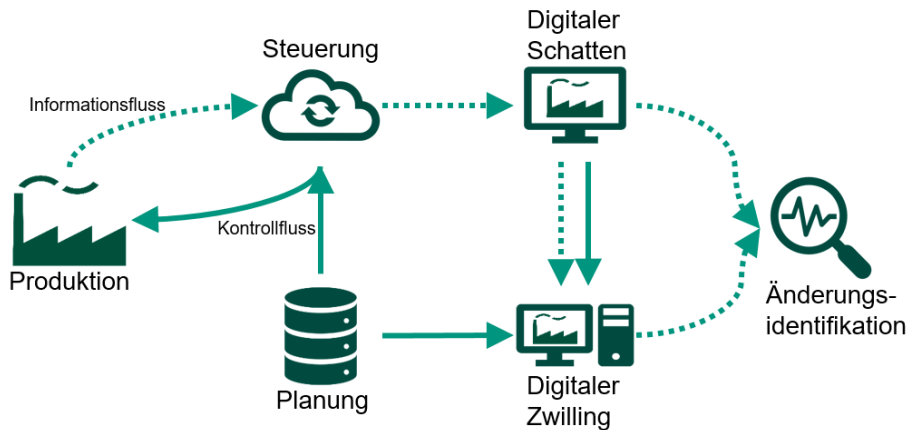 Digitaler
Schatten
Steuerung
Informationsfluss
Kontrollfluss
Produktion
Änderungs-
identifikation
Planung
Digitaler
Zwilling